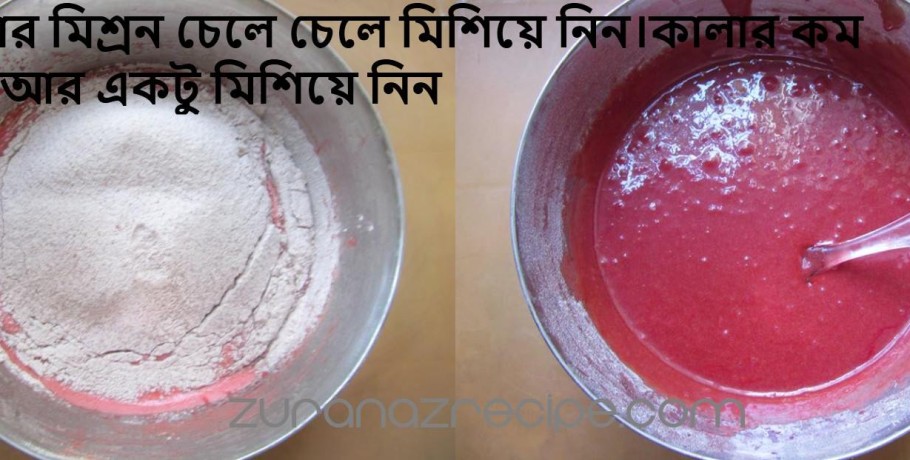 মিশ্রন চেলে চেলে মিশিয়ে নিন।কালার কম
আর একটু মিশিয়ে নিন
zunanazrecipe.com